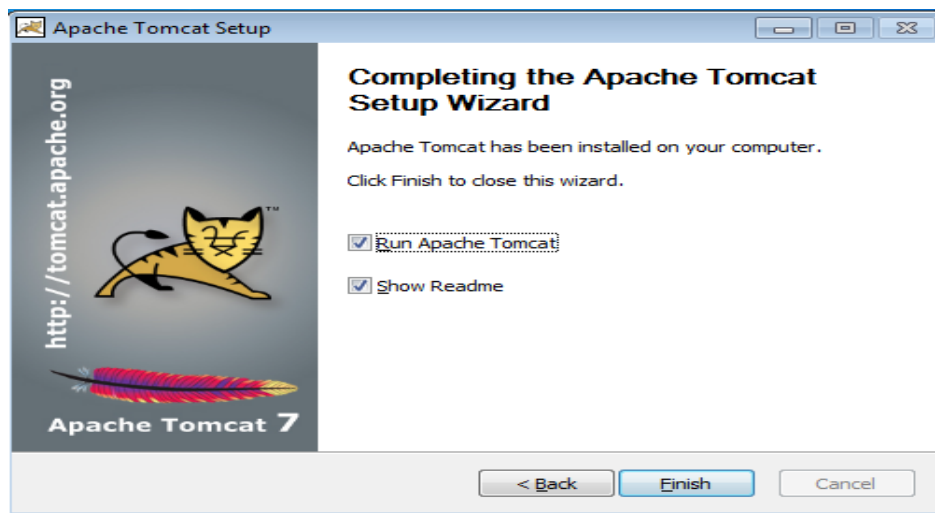 Apache Tomcat Setup
http://tomcat.apache.org
TM
Apache Tomcat 7
Completing the Apache Tomcat
Setup Wizard
Apache Tomcat has been installed on your computer.
Click Finish to close this wizard.
Run Apache Tomcat
Show Readme
< Back
Finish
Cancel